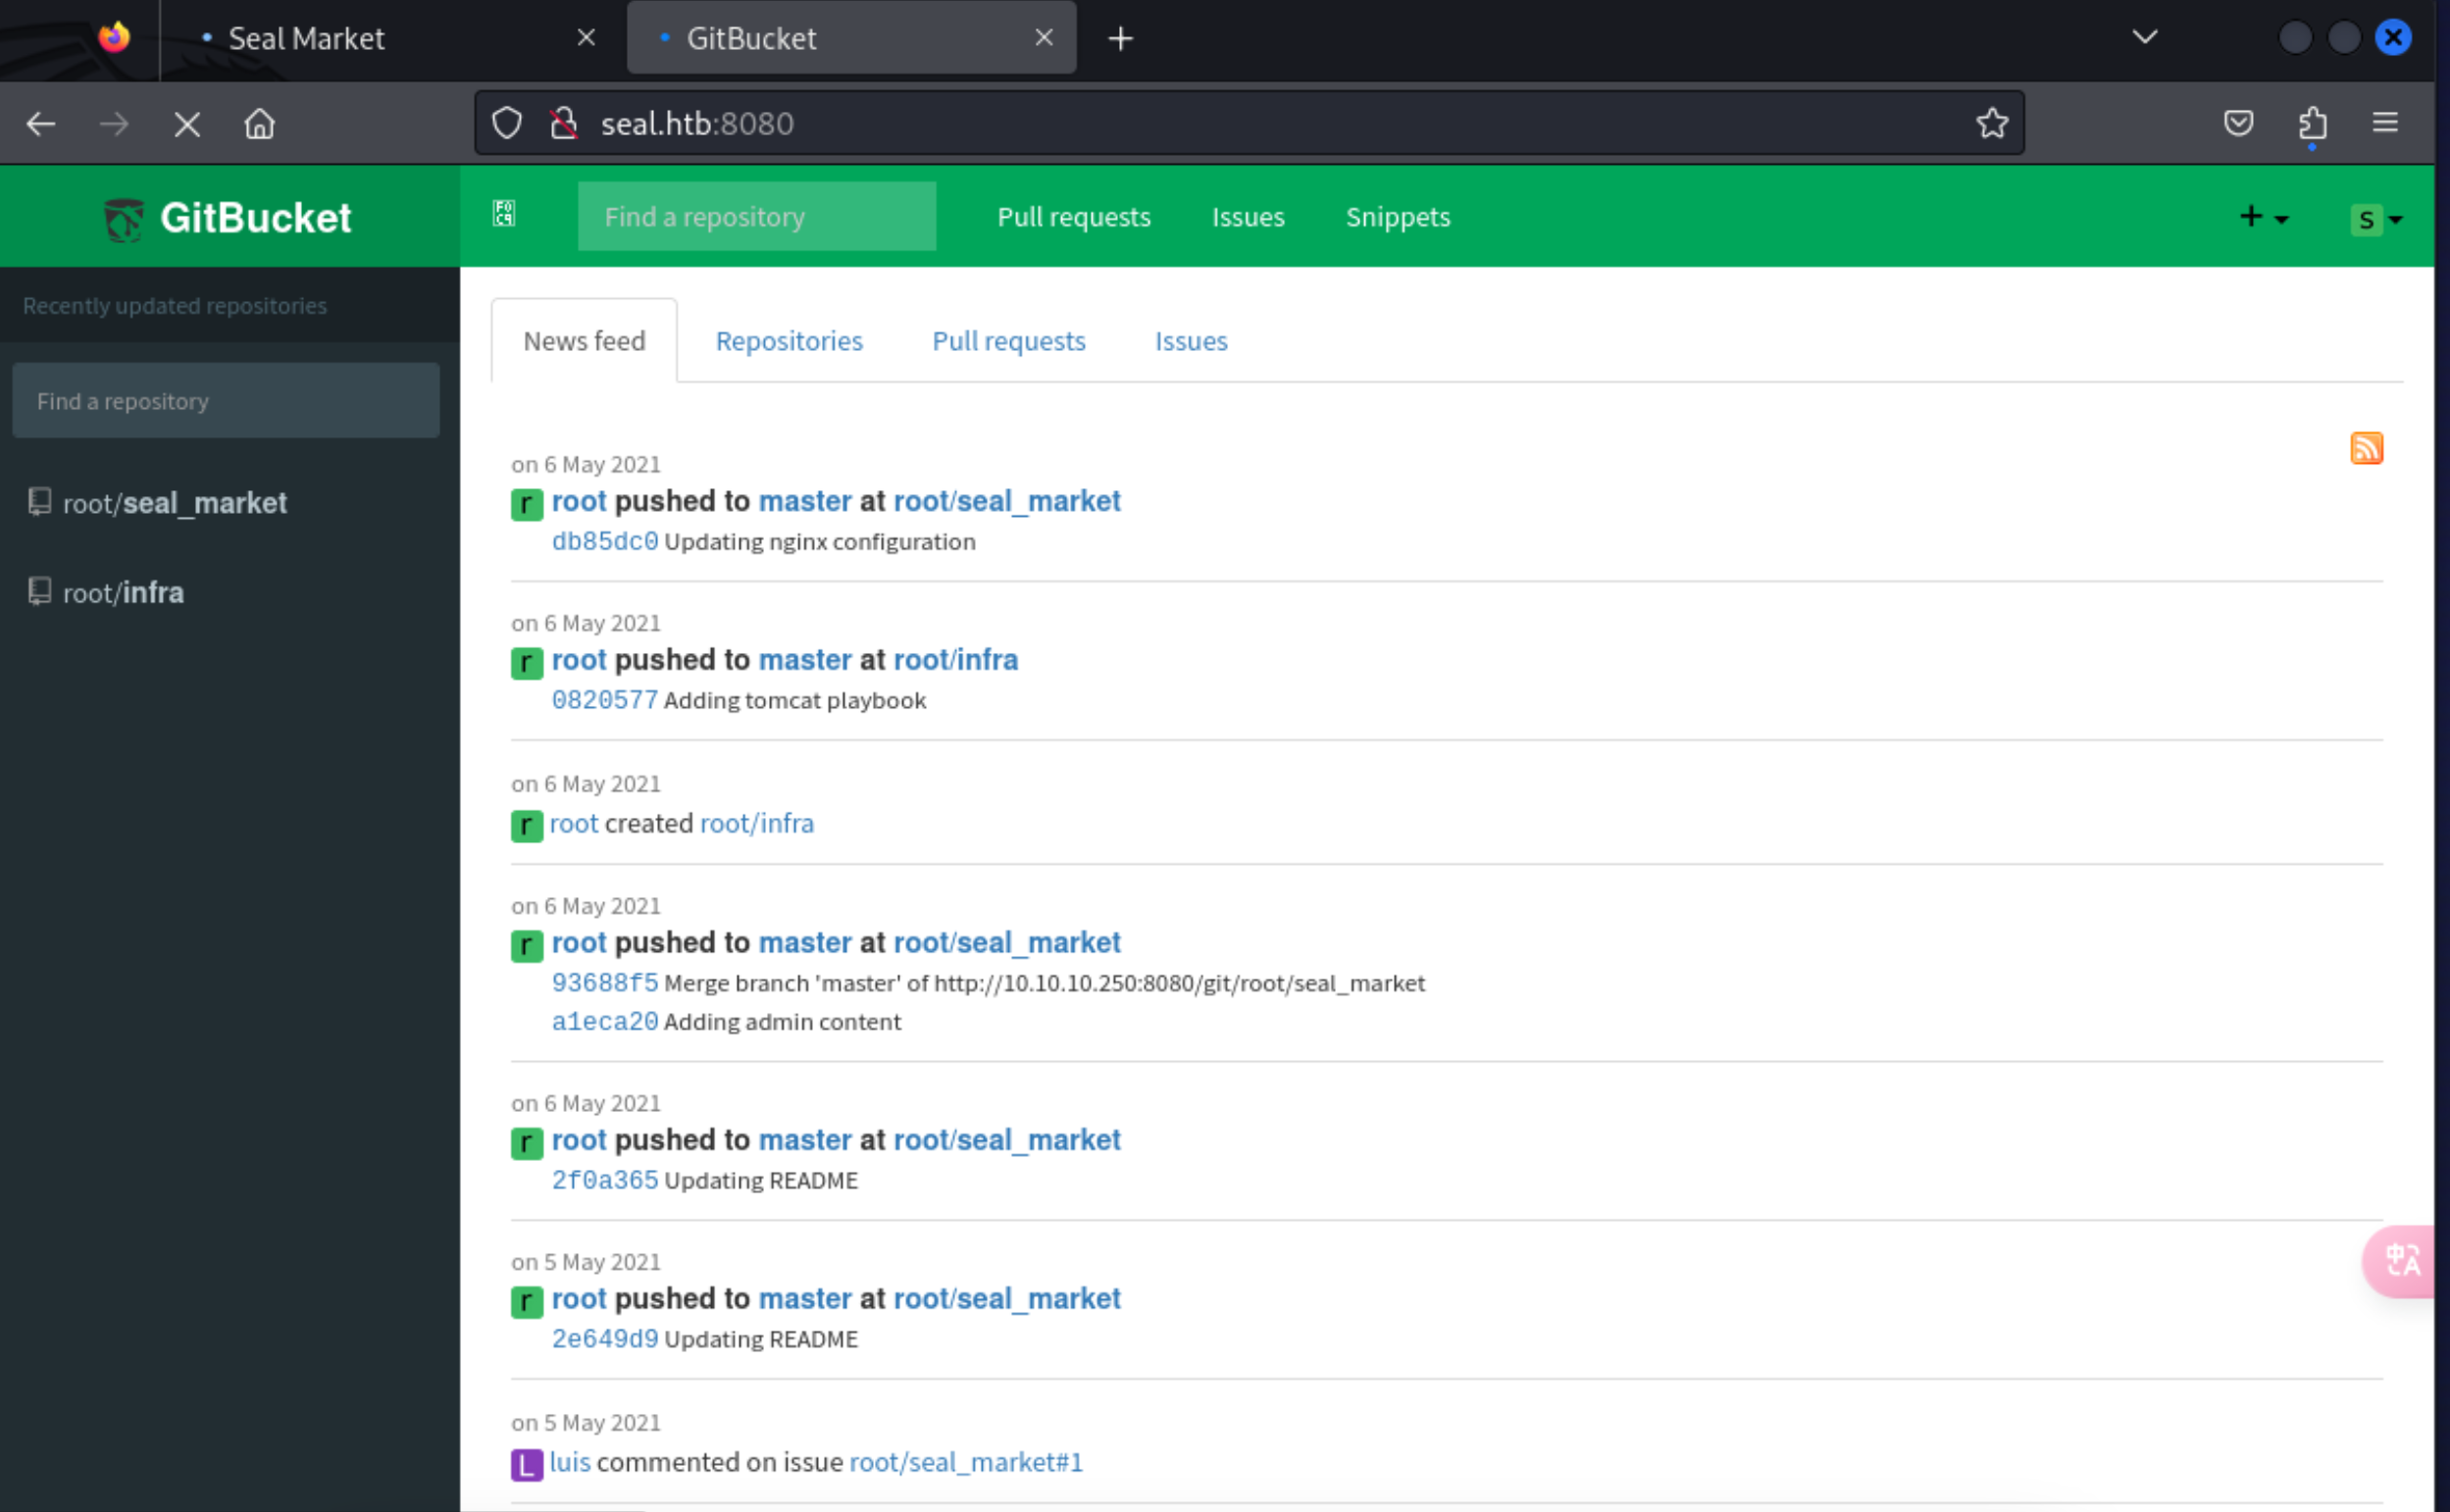 Seal Market
GitBucket
seal.htb:8080
GitBucket
Find a repository
Pull requests
Issues
Snippets
S
Recently updated repositories
Find a repository
root/seal_market
root/infra
News feed
Repositories
Pull requests
Issues
on 6 May 2021
r root pushed to master at root/seal_market
db85dc0 Updating nginx configuration
on 6 May 2021
r root pushed to master at root/infra
0820577 Adding tomcat playbook
on 6 May 2021
r root created root/infra
on 6 May 2021
r root pushed to master at root/seal_market
93688f5 Merge branch 'master' of http://10.10.10.250:8080/git/root/seal_market
a1eca20 Adding admin content
on 6 May 2021
r root pushed to master at root/seal_market
2f0a365 Updating README
on 5 May 2021
r root pushed to master at root/seal_market
2e649d9 Updating README
on 5 May 2021
L luis commented on issue root/seal_market#1